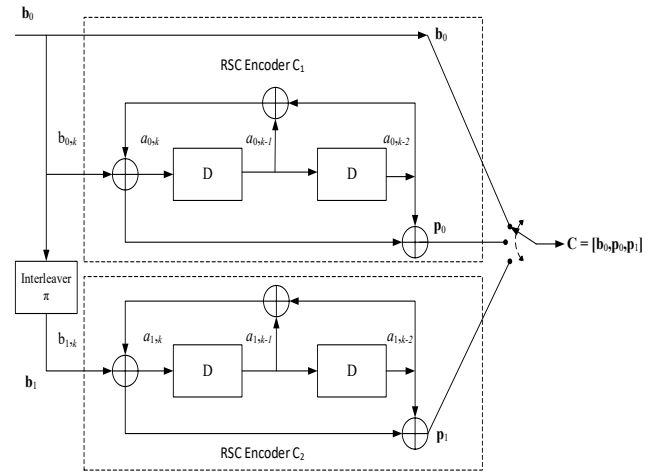 b₀
b₀
RSC Encoder C₁
b₀,ₖ
a₀,ₖ
a₀,ₖ₋₁
a₀,ₖ₋₂
D
D
p₀
C = [b₀,p₀,p₁]
Interleaver
π
b₁,ₖ
a₁,ₖ
a₁,ₖ₋₁
a₁,ₖ₋₂
D
D
b₁
p₁
RSC Encoder C₂